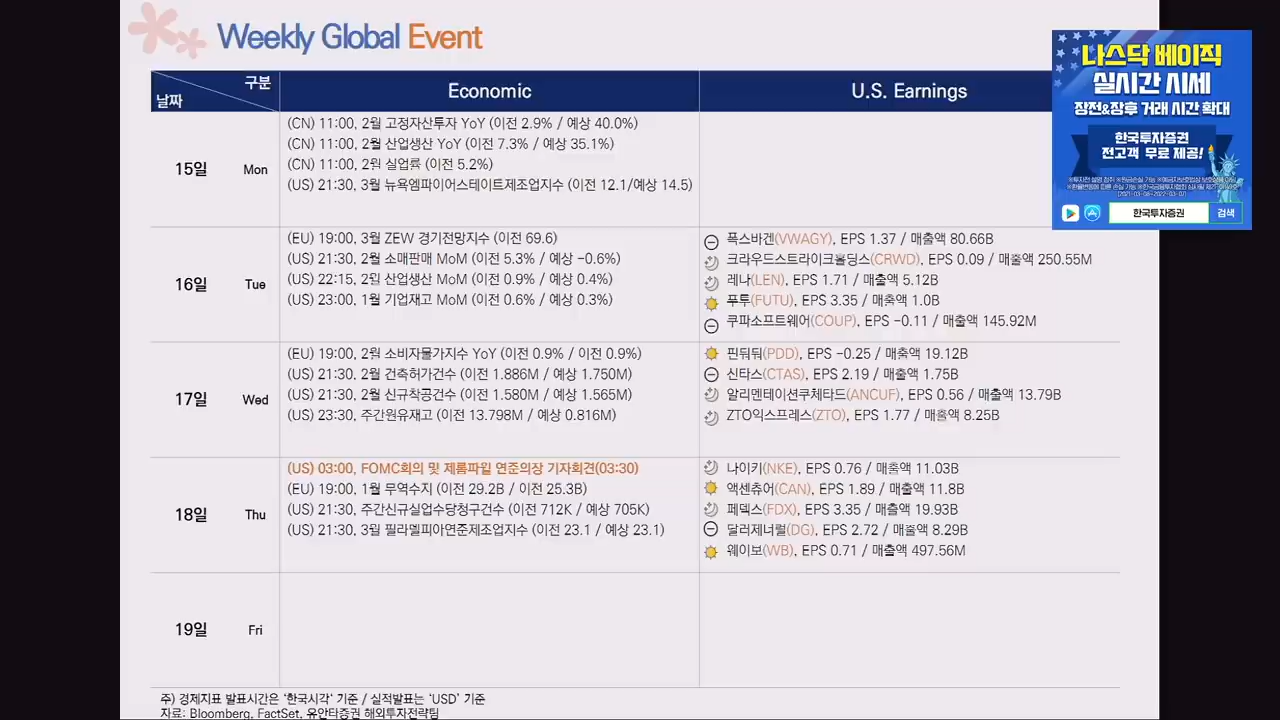 Weekly Global Event
구분
날짜
Economic
U.S. Earnings
15일 Mon
(CN) 11:00, 2월 고정자산투자 YoY (이전 2.9% / 예상 40.0%)
(CN) 11:00, 2월 산업생산 YoY (이전 7.3% / 예상 35.1%)
(CN) 11:00, 2월 실업률 (이전 5.2%)
(US) 21:30, 3월 뉴욕엠파이어스테이트제조업지수 (이전 12.1/예상 14.5)
16일 Tue
(EU) 19:00, 3월 ZEW 경기전망지수 (이전 69.6)
(US) 21:30, 2월 소매판매 MoM (이전 5.3% / 예상 -0.6%)
(US) 22:15, 2월 산업생산 MoM (이전 0.9% / 예상 0.4%)
(US) 23:00, 1월 기업재고 MoM (이전 0.6% / 예상 0.3%)
폭스바겐(VWAGY), EPS 1.37 / 매출액 80.66B
크라우드스트라이크홀딩스(CRWD), EPS 0.09 / 매출액 250.55M
레나(LEN), EPS 1.71 / 매출액 5.12B
푸투(FUTU), EPS 3.35 / 매출액 1.0B
쿠파소프트웨어(COUP), EPS -0.11 / 매출액 145.92M
17일 Wed
(EU) 19:00, 2월 소비자물가지수 YoY (이전 0.9% / 이전 0.9%)
(US) 21:30, 2월 건축허가건수 (이전 1.886M / 예상 1.750M)
(US) 21:30, 2월 신규착공건수 (이전 1.580M / 예상 1.565M)
(US) 23:30, 주간원유재고 (이전 13.798M / 예상 0.816M)
핀둬둬(PDD), EPS -0.25 / 매출액 19.12B
신타스(CTAS), EPS 2.19 / 매출액 1.75B
알리멘테이션쿠체타드(ANCUF), EPS 0.56 / 매출액 13.79B
ZTO익스프레스(ZTO), EPS 1.77 / 매출액 8.25B
18일 Thu
(US) 03:00, FOMC회의 및 제롬파월 연준의장 기자회견(03:30)
(EU) 19:00, 1월 무역수지 (이전 29.2B / 이전 25.3B)
(US) 21:30, 주간신규실업수당청구건수 (이전 712K / 예상 705K)
(US) 21:30, 3월 필라델피아연준제조업지수 (이전 23.1 / 예상 23.1)
나이키(NKE), EPS 0.76 / 매출액 11.03B
액센츄어(CAN), EPS 1.89 / 매출액 11.8B
페덱스(FDX), EPS 3.35 / 매출액 19.93B
달러제너럴(DG), EPS 2.72 / 매출액 8.29B
웨이보(WB), EPS 0.71 / 매출액 497.56M
19일 Fri
주) 경제지표 발표시간은 '한국시각' 기준 / 실적발표는 'USD' 기준
자료: Bloomberg, FactSet, 유안타증권 해외투자전략팀
나스닥 베이직
실시간 시세
장전&장후 거래 시간 확대
한국투자증권
전고객 무료 제공!
한국투자증권 검색